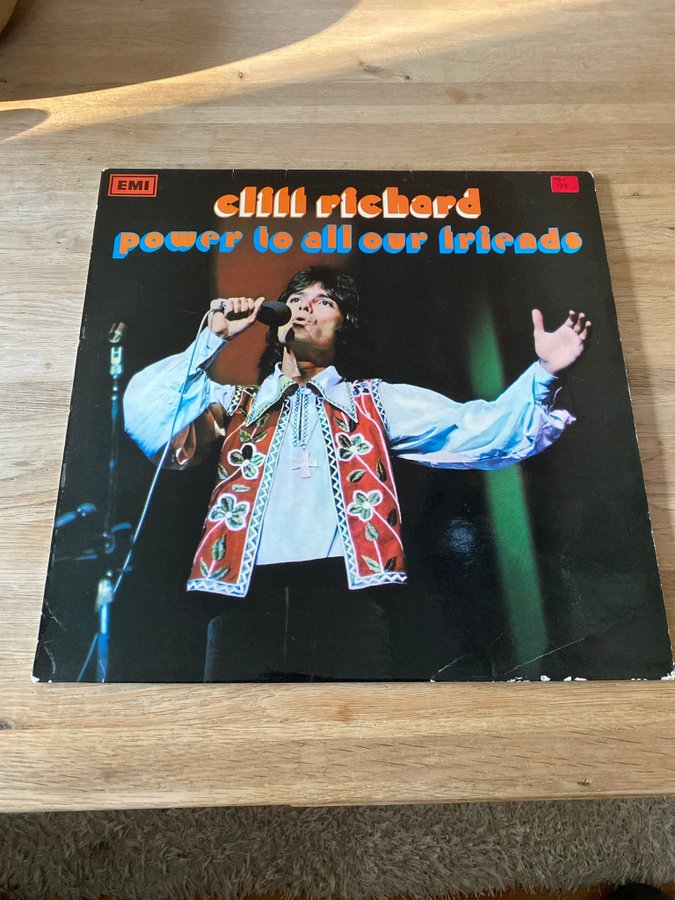 EMI
cliff richard
power to all our friends